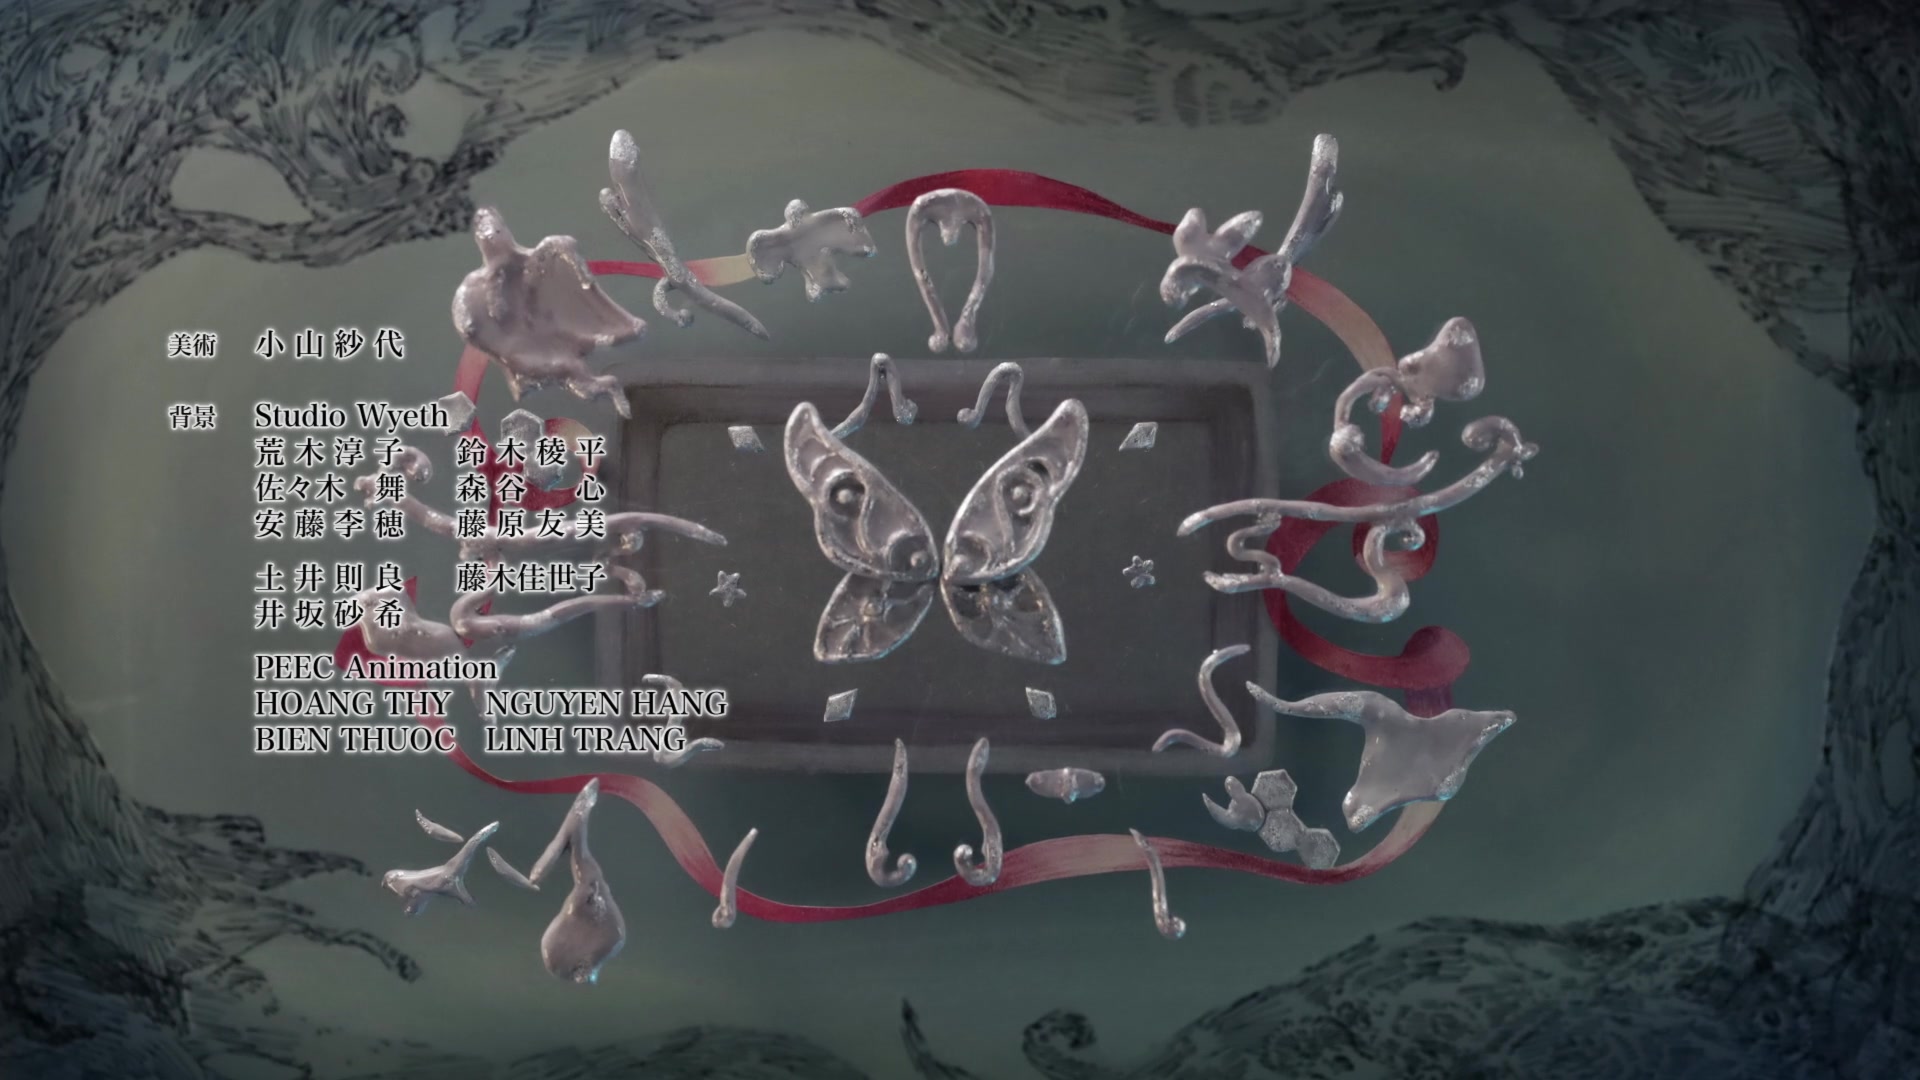 美術 小山紗代
背景 Studio Wyeth
荒木淳子 鈴木稜平
佐々木 舞 森谷 心
安藤李穂 藤原友美
土井則良 藤木佳世子
井坂砂希
PEEC Animation
HOANG THY NGUYEN HANG
BIEN THUOC LINH TRANG